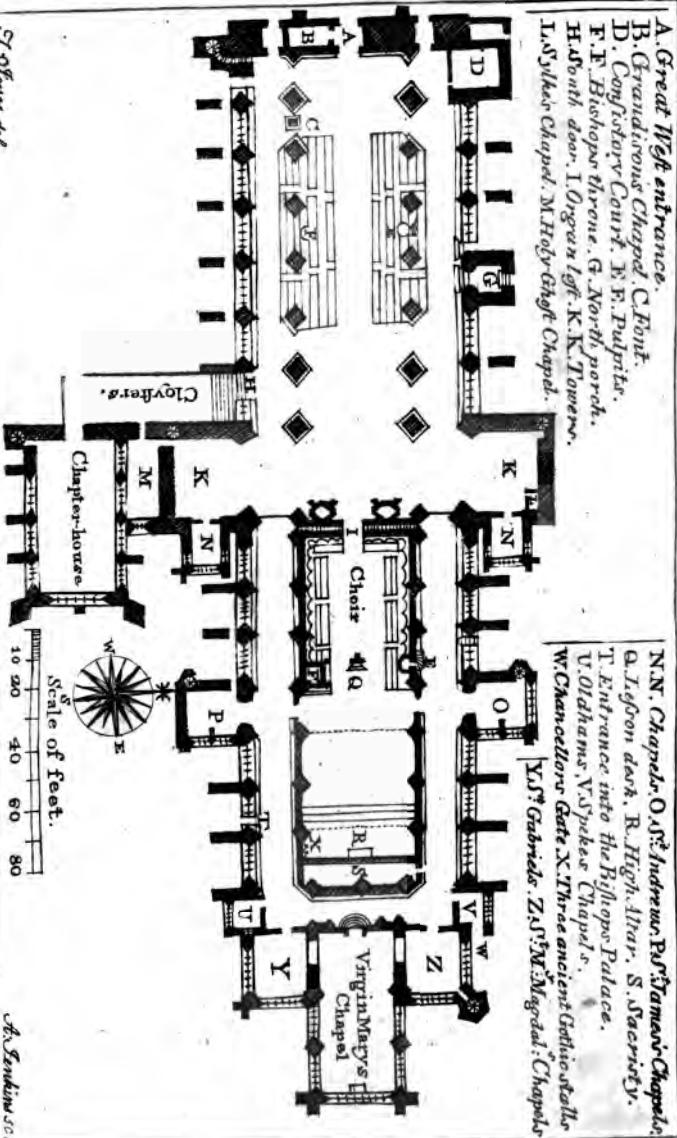 A. Great West entrance.
B. Grandisons Chapel. C. Font.
D. Consistory Court. E.E. Pulpits.
F.F. Bishops throne. G. North porch.
H. South door. I. Organ loft. K.K. Towers.
L. Sylkes Chapel. M. Holy Ghost Chapel.
N.N. Chapels. O. St. Andrews. P. St. James's Chapels.
Q. Lesson desk. R. High Altar. S. Sacristy.
T. Entrance into the Bishops Palace.
U. Oldhams. V. Spekes Chapels.
W. Chancellors Gate X. Three ancient Gothic stalls
Y. St. Gabriels Z. St. M. Magdal: Chapels
A
B
C
D
E
F
G
H
Cloysters.
K
K
L
M
N
N
Chapter-house
I
Choir
Q
E
F
O
P
R
S
X
T
U
V
W
Y
Z
Virgin Marys
Chapel
W
S
E
Scale of feet.
10 20 40 60 80
del.
A. Jenkins sc.